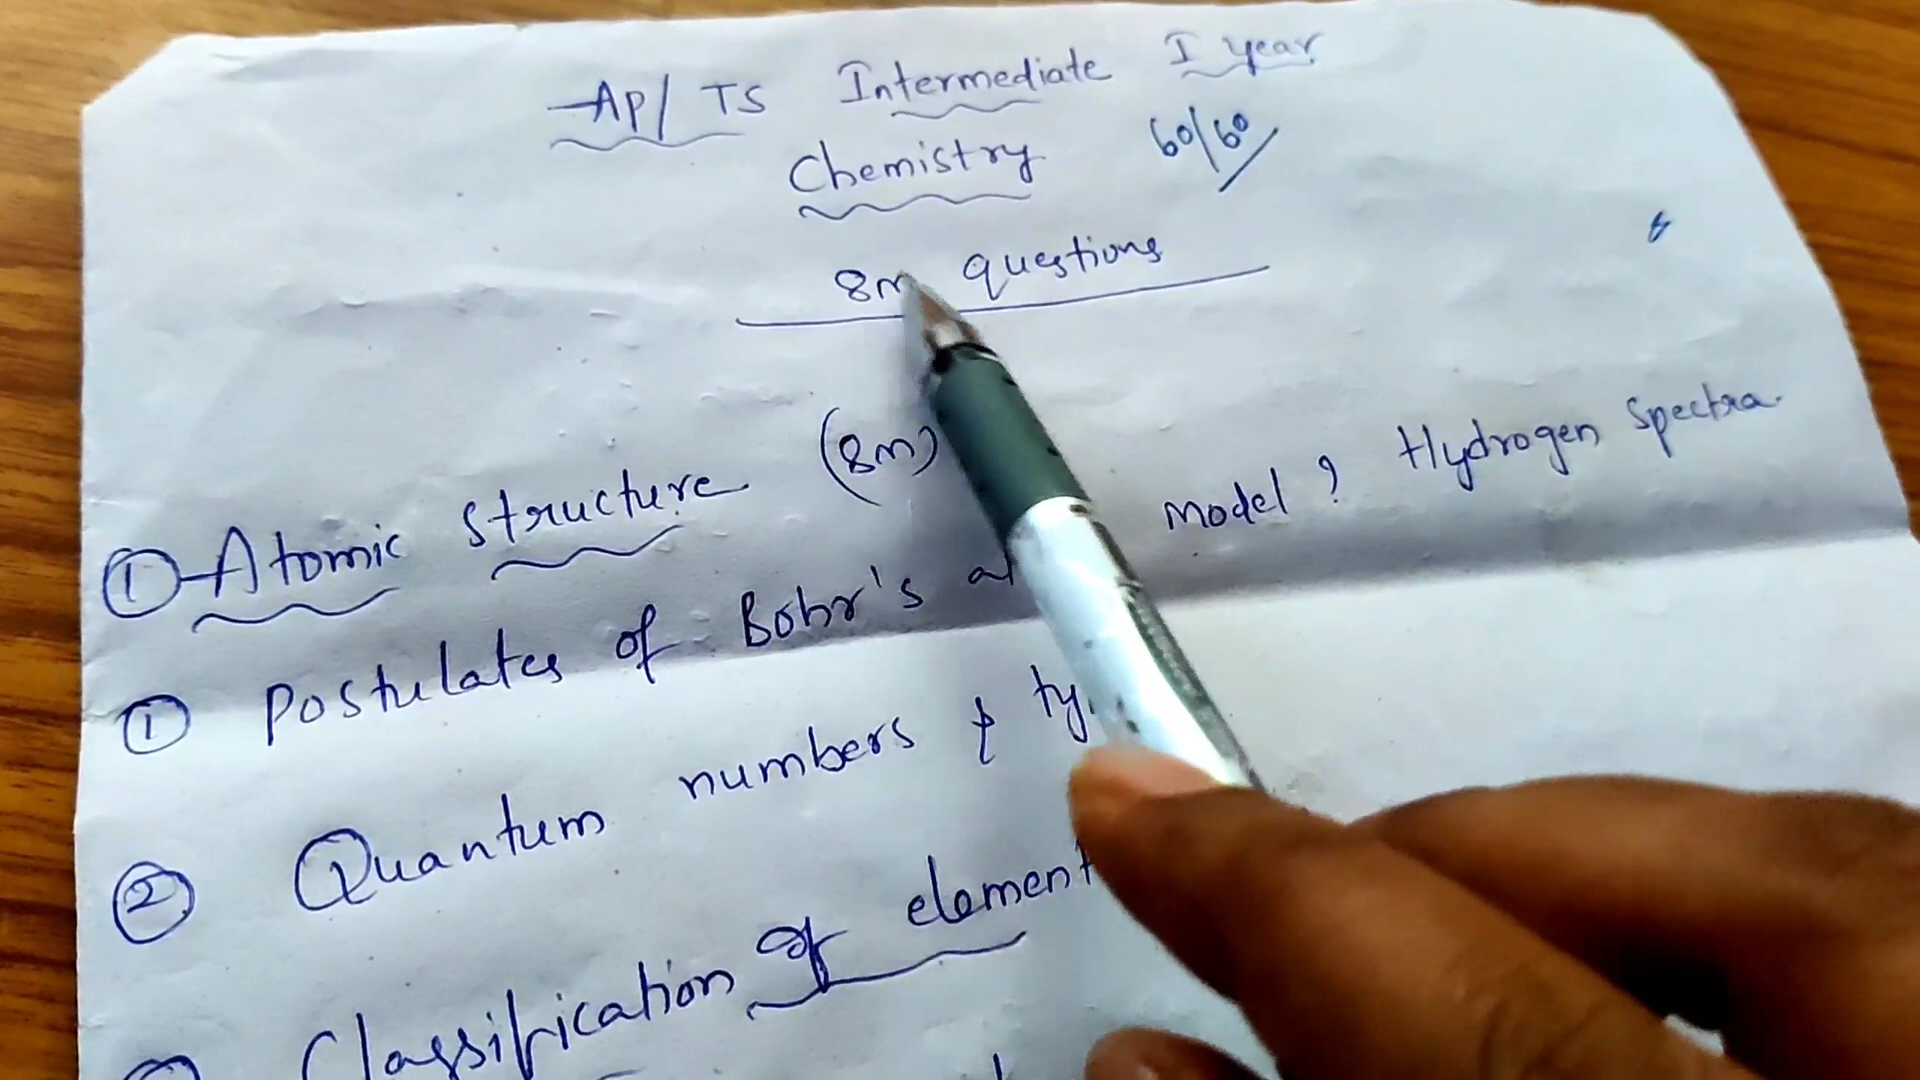 AP/ TS Intermediate I year
Chemistry 60/60
8m questions
① Atomic structure (8m)
① Postulates of Bohr's model? Hydrogen spectra.
② Quantum numbers &
Classification of element